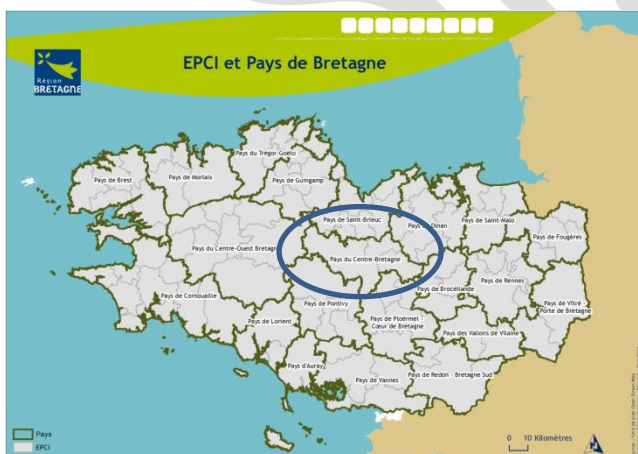 EPCI et Pays de Bretagne
Région
BRETAGNE
Pays du Trégor-Goëlo
Pays de Guingamp
Pays de Morlaix
Pays de Brest
Pays de Saint-Brieuc
Pays de Dinan
Pays de Saint-Malo
Pays de Fougères
Pays du Centre-Ouest Bretagne
Pays du Centre-Bretagne
Pays de Rennes
Pays de Brocéliande
Pays de Vitré
Porte de Bretagne
Pays de Cornouaille
Pays de Pontivy
Pays de Lorient
Pays de Ploërmel -
Cœur de Bretagne
Pays des Vallons de Vilaine
Pays d'Auray
Pays de Vannes
Pays de Redon - Bretagne Sud
Pays
EPCI
0 10 Kilomètres